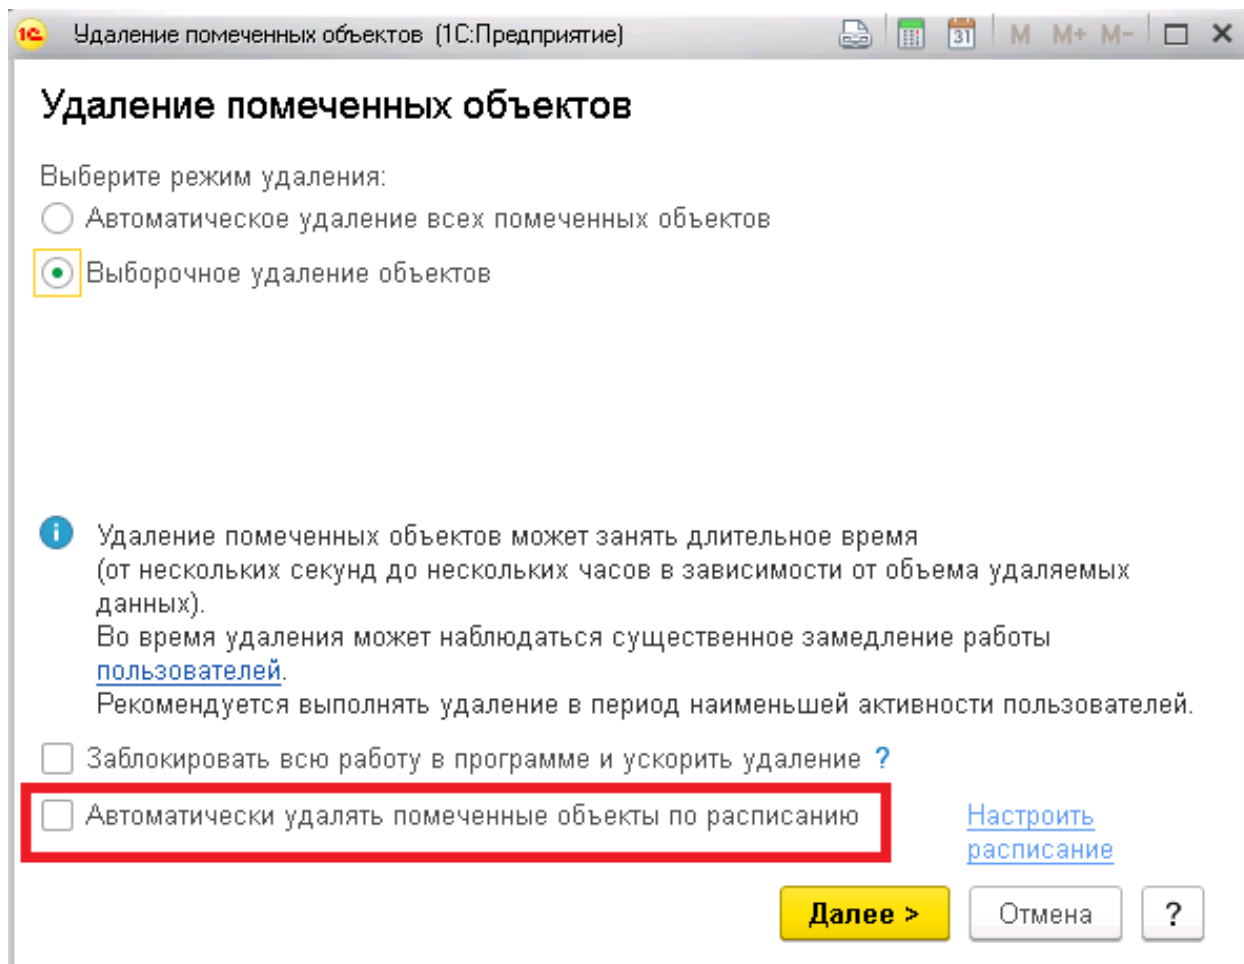 1С Удаление помеченных объектов (1С:Предприятие) 31 M M+ M-
Удаление помеченных объектов
Выберите режим удаления:
Автоматическое удаление всех помеченных объектов
Выборочное удаление объектов
Удаление помеченных объектов может занять длительное время
(от нескольких секунд до нескольких часов в зависимости от объема удаляемых
данных).
Во время удаления может наблюдаться существенное замедление работы
пользователей.
Рекомендуется выполнять удаление в период наименьшей активности пользователей.
Заблокировать всю работу в программе и ускорить удаление ?
Автоматически удалять помеченные объекты по расписанию
Настроить
расписание
Далее > Отмена ?